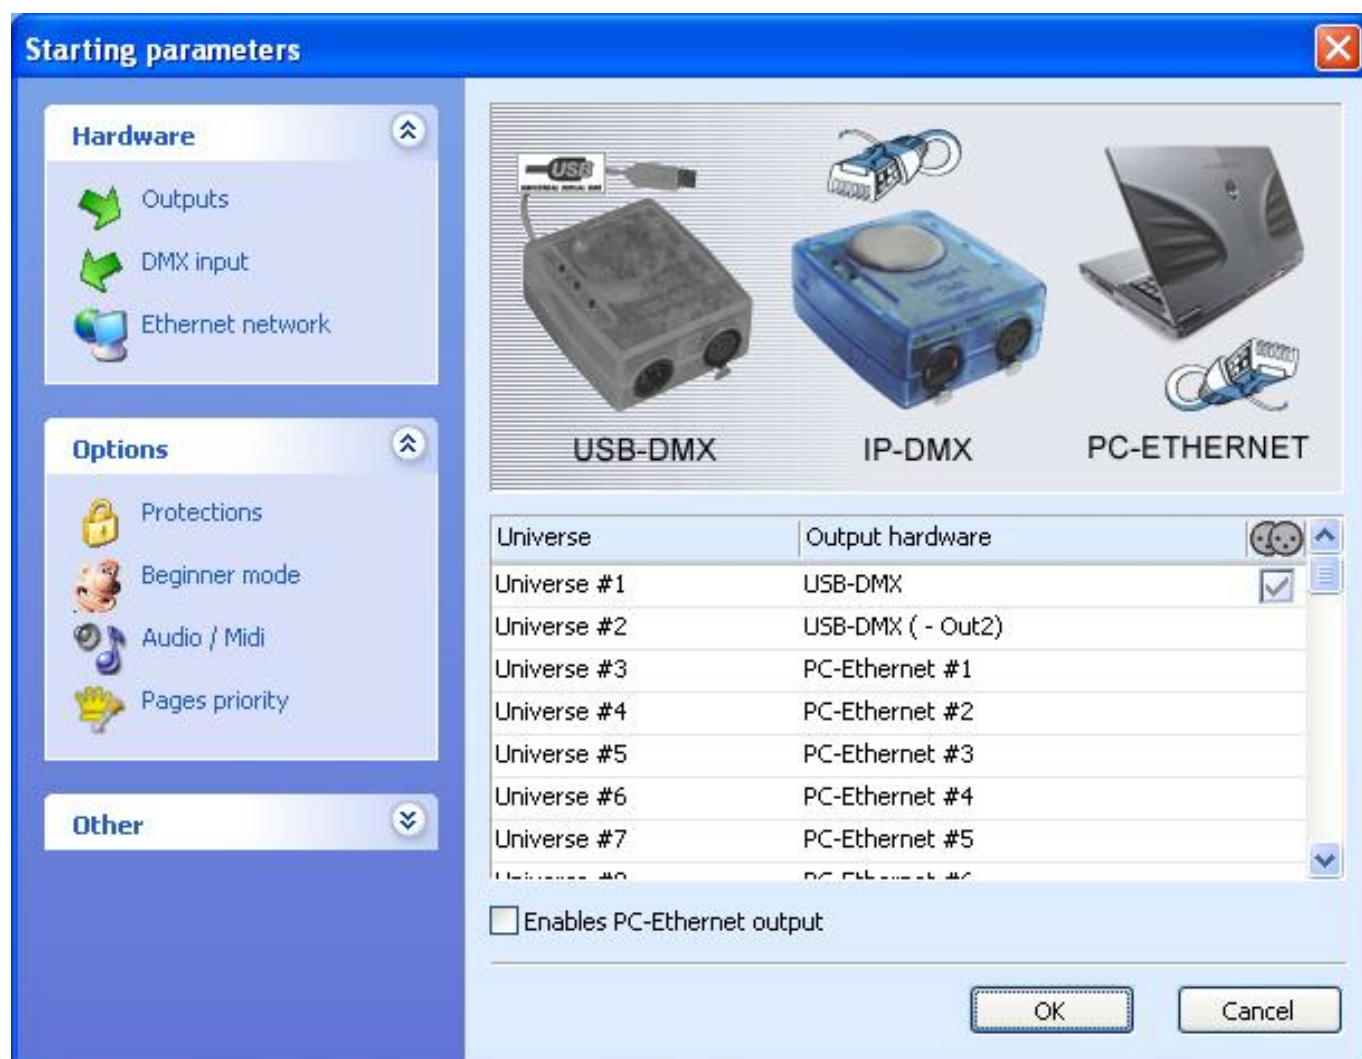 Starting parameters
Hardware
Outputs
DMX input
Ethernet network
Options
Protections
Beginner mode
Audio / Midi
Pages priority
Other
USB
USB-DMX
IP-DMX
PC-ETHERNET
Universe Output hardware
Universe #1 USB-DMX
Universe #2 USB-DMX ( - Out2)
Universe #3 PC-Ethernet #1
Universe #4 PC-Ethernet #2
Universe #5 PC-Ethernet #3
Universe #6 PC-Ethernet #4
Universe #7 PC-Ethernet #5
Enables PC-Ethernet output
OK Cancel